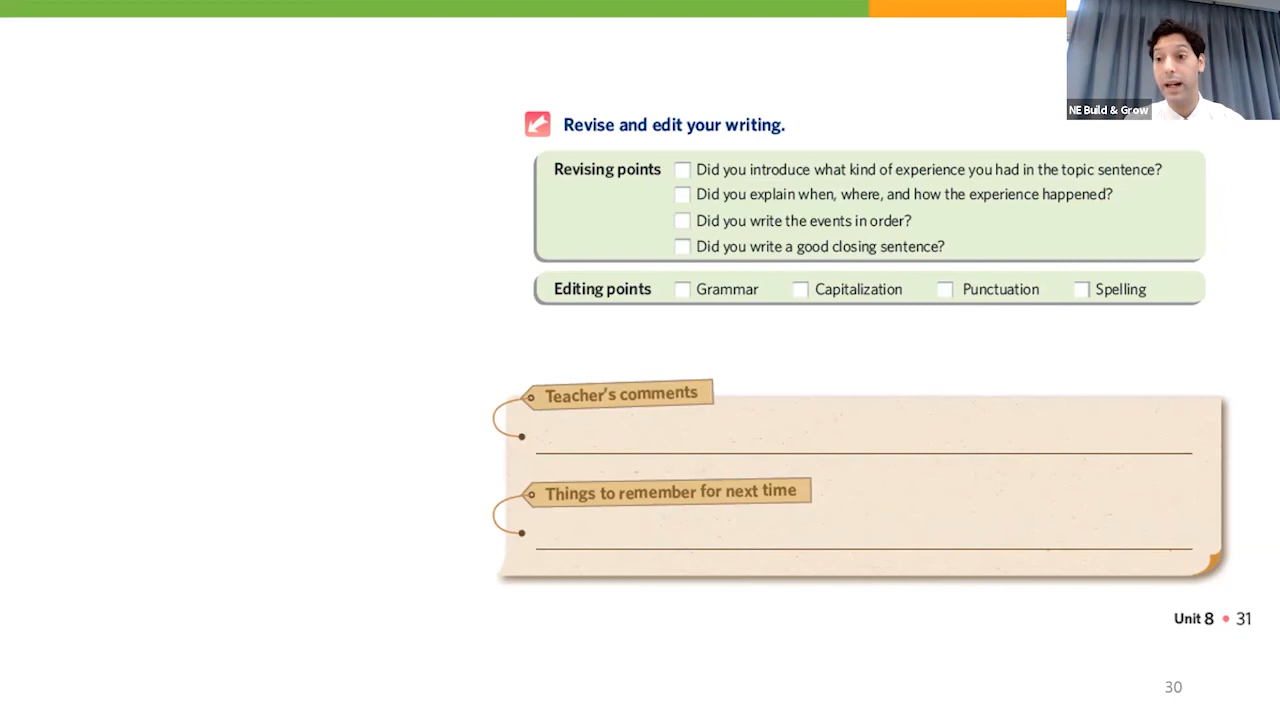 NE Build & Grow
Revise and edit your writing.
Revising points Did you introduce what kind of experience you had in the topic sentence?
Did you explain when, where, and how the experience happened?
Did you write the events in order?
Did you write a good closing sentence?
Editing points Grammar Capitalization Punctuation Spelling
Teacher's comments
Things to remember for next time
Unit 8 • 31
30